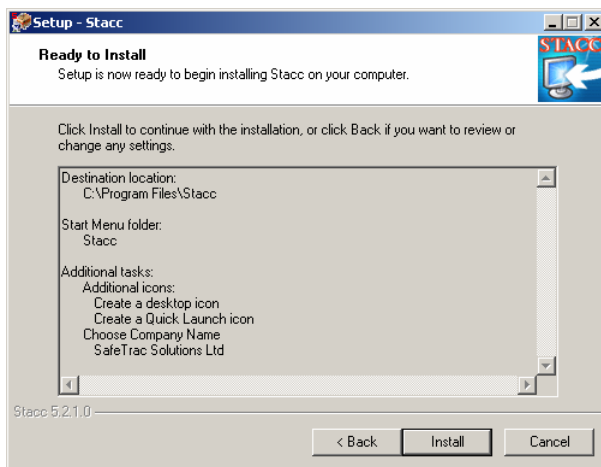 Setup - Stacc
Ready to Install
Setup is now ready to begin installing Stacc on your computer.
STACC
Click Install to continue with the installation, or click Back if you want to review or
change any settings.
Destination location:
C:\Program Files\Stacc
Start Menu folder:
Stacc
Additional tasks:
Additional icons:
Create a desktop icon
Create a Quick Launch icon
Choose Company Name
SafeTrac Solutions Ltd
Stacc 5.2.1.0
< Back
Install
Cancel